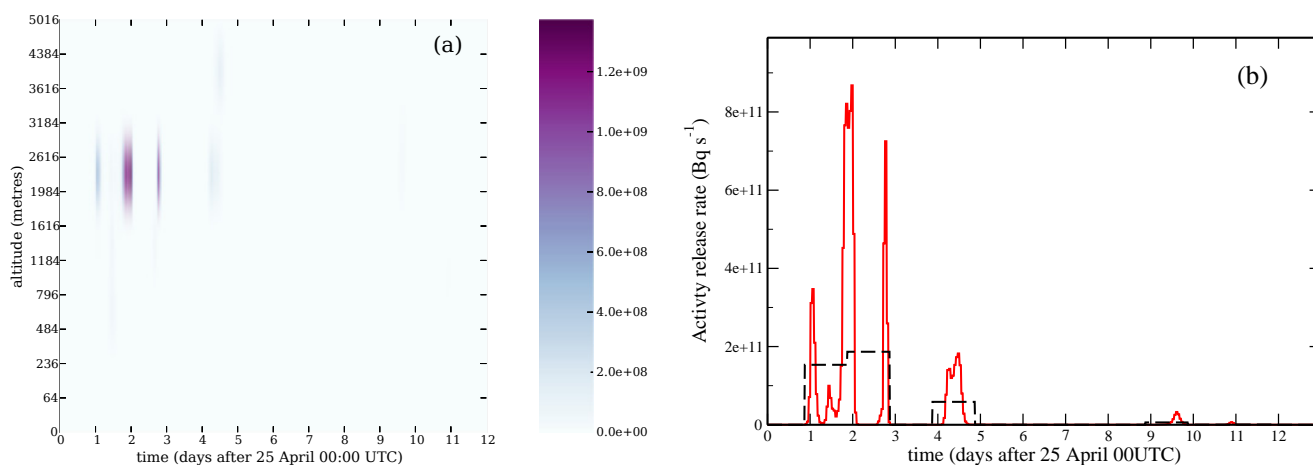 (a)
altitude (metres)
5016
4384
3616
3184
2616
1984
1616
1184
796
484
236
64
0
0 1 2 3 4 5 6 7 8 9 10 11 12
time (days after 25 April 00:00 UTC)
1.2e+09
1.0e+09
8.0e+08
6.0e+08
4.0e+08
2.0e+08
0.0e+00
(b)
Activty release rate (Bq s⁻¹)
8e+11
6e+11
4e+11
2e+11
0
0 1 2 3 4 5 6 7 8 9 10 11 12
time (days after 25 April 00UTC)